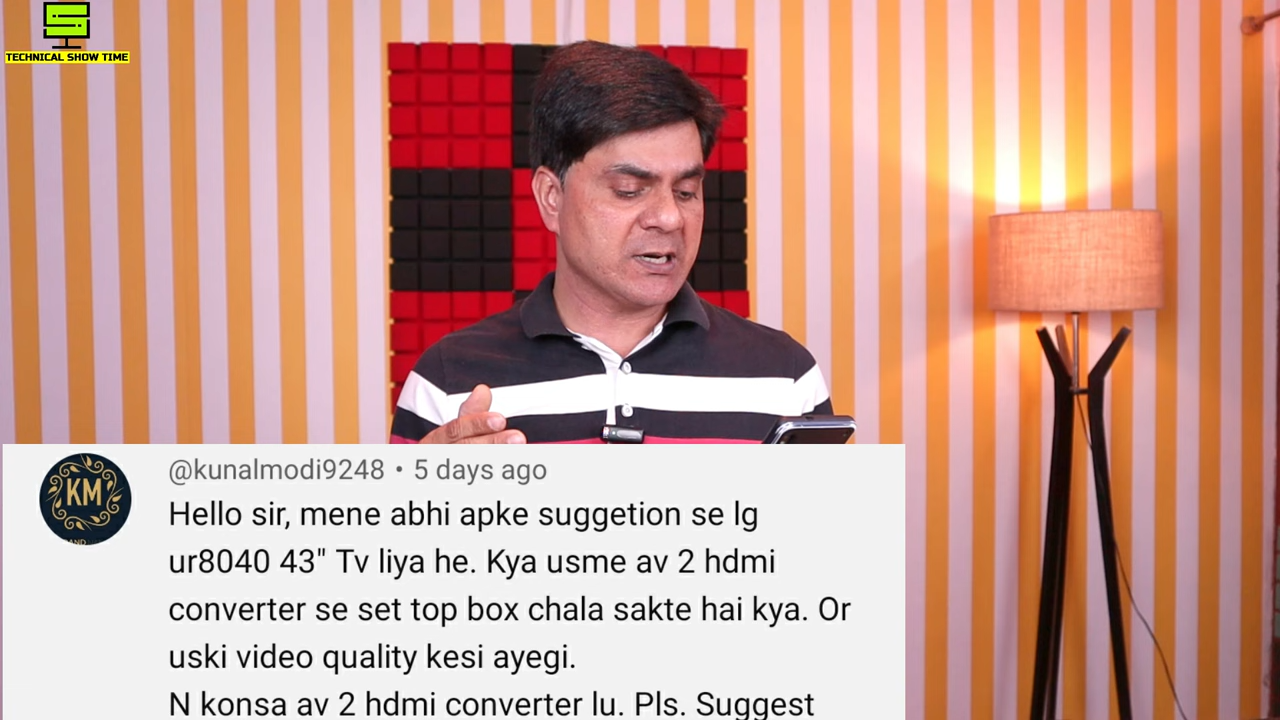 TECHNICAL SHOW TIME
KM
@kunalmodi9248 • 5 days ago
Hello sir, mene abhi apke suggetion se lg
ur8040 43" Tv liya he. Kya usme av 2 hdmi
converter se set top box chala sakte hai kya. Or
uski video quality kesi ayegi.
N konsa av 2 hdmi converter lu. Pls. Suggest